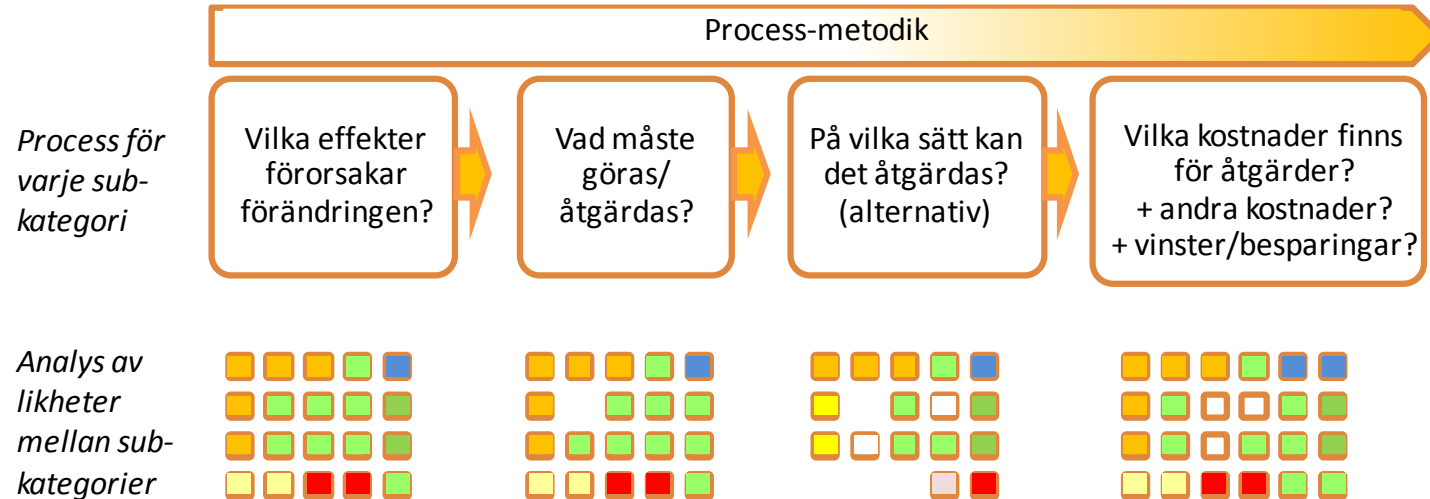 Process-metodik
Process för
varje sub-
kategori
Vilka effekter
förorsakar
förändringen?
Vad måste
göras/
åtgärdas?
På vilka sätt kan
det åtgärdas?
(alternativ)
Vilka kostnader finns
för åtgärder?
+ andra kostnader?
+ vinster/besparingar?
Analys av
likheter
mellan sub-
kategorier